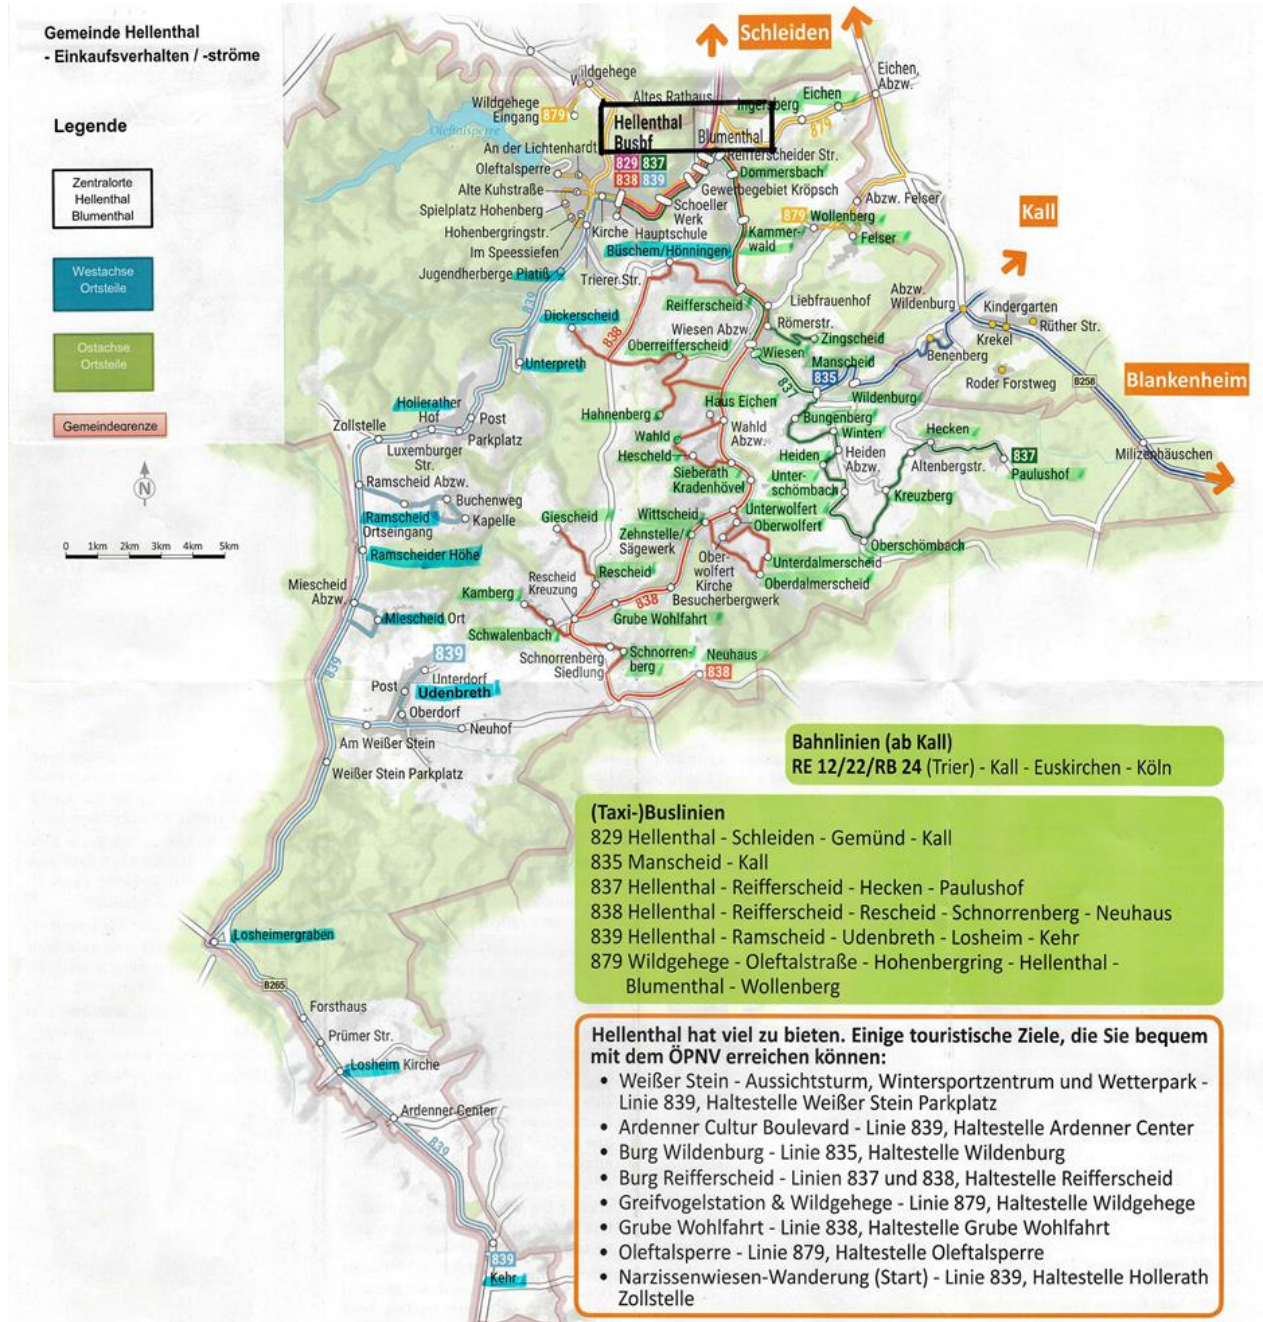 Gemeinde Hellenthal
- Einkaufsverhalten / -ströme
Legende
Zentralorte
Hellenthal
Blumenthal
Westachse
Ortsteile
Ostachse
Ortsteile
Gemeindegrenze
N
0 1km 2km 3km 4km 5km
Schleiden
Kall
Blankenheim
Wildgehege
Wildgehege
Eingang 879
Oleftalsperre
Altes Rathaus
Ingersberg
Eichen
879
Eichen,
Abzw.
Hellenthal
Busbf
Blumenthal
829 837
838 839
An der Lichtenhardt
Oleftalsperre
Alte Kuhstraße
Spielplatz Hohenberg
Hohenbergringstr.
Im Speessiefen
Jugendherberge Platiß
Kirche
Hauptschule
Schoeller
Werk
Gewerbegebiet Kröpsch
Reifferscheider Str.
Dommersbach
Kammer-
wald
879 Wollenberg
Abzw. Felser
Felser
Büschem/Hönningen
Trierer Str.
839
Dickerscheid
838
Reifferscheid
Liebfrauenhof
Römerstr.
Zingscheid
Wiesen Abzw.
Oberreifferscheid
Wiesen
Manscheid
835
837
Wildenburg
Abzw.
Wildenburg
Benenberg
Kindergarten
Krekel
Rüther Str.
Roder Forstweg
B258
Milizenhäuschen
Unterpreth
Hollerather
Hof
Post
Parkplatz
Zollstelle
Luxemburger
Str.
Hahnenberg
Haus Eichen
Wahld
Wahld
Abzw.
Hescheld
Sieberath
Kradenhövel
Bungenberg
Winten
Heiden
Heiden
Abzw.
Unter-
schömbach
Hecken
Altenbergstr.
837
Paulushof
Kreuzberg
Oberschömbach
Ramscheid Abzw.
Buchenweg
Ramscheid
Ortseingang
Kapelle
Ramscheider Höhe
Giescheid
Wittscheid
Zehnstelle/
Sägewerk
Unterwolfert
Oberwolfert
Ober-
wolfert
Kirche
Unterdalmerscheid
Oberdalmerscheid
Rescheid
Rescheid
Kreuzung
838
Besucherbergwerk
Grube Wohlfahrt
Kamberg
Schwalenbach
Schnorrenberg
Siedlung
Schnorren-
berg
Neuhaus
838
Miescheid
Abzw.
Miescheid Ort
839
839
Unterdorf
Post
Udenbreth
Oberdorf
Neuhof
Am Weißer Stein
Weißer Stein Parkplatz
Losheimergraben
B265
Forsthaus
Prümer Str.
Losheim Kirche
Ardenner Center
839
839
Kehr
Bahnlinien (ab Kall)
RE 12/22/RB 24 (Trier) - Kall - Euskirchen - Köln
(Taxi-)Buslinien
829 Hellenthal - Schleiden - Gemünd - Kall
835 Manscheid - Kall
837 Hellenthal - Reifferscheid - Hecken - Paulushof
838 Hellenthal - Reifferscheid - Rescheid - Schnorrenberg - Neuhaus
839 Hellenthal - Ramscheid - Udenbreth - Losheim - Kehr
879 Wildgehege - Oleftalstraße - Hohenbergring - Hellenthal -
Blumenthal - Wollenberg
Hellenthal hat viel zu bieten. Einige touristische Ziele, die Sie bequem
mit dem ÖPNV erreichen können:
• Weißer Stein - Aussichtsturm, Wintersportzentrum und Wetterpark -
Linie 839, Haltestelle Weißer Stein Parkplatz
• Ardenner Cultur Boulevard - Linie 839, Haltestelle Ardenner Center
• Burg Wildenburg - Linie 835, Haltestelle Wildenburg
• Burg Reifferscheid - Linien 837 und 838, Haltestelle Reifferscheid
• Greifvogelstation & Wildgehege - Linie 879, Haltestelle Wildgehege
• Grube Wohlfahrt - Linie 838, Haltestelle Grube Wohlfahrt
• Oleftalsperre - Linie 879, Haltestelle Oleftalsperre
• Narzissenwiesen-Wanderung (Start) - Linie 839, Haltestelle Hollerath
Zollstelle